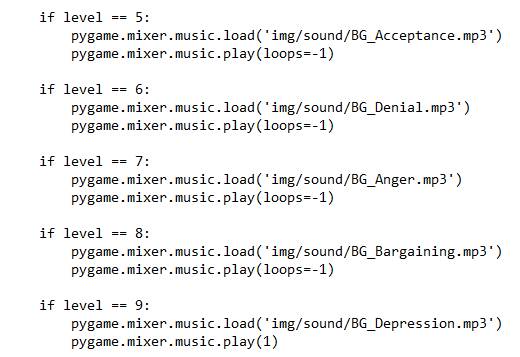 if level == 5:
    pygame.mixer.music.load('img/sound/BG_Acceptance.mp3')
    pygame.mixer.music.play(loops=-1)

if level == 6:
    pygame.mixer.music.load('img/sound/BG_Denial.mp3')
    pygame.mixer.music.play(loops=-1)

if level == 7:
    pygame.mixer.music.load('img/sound/BG_Anger.mp3')
    pygame.mixer.music.play(loops=-1)

if level == 8:
    pygame.mixer.music.load('img/sound/BG_Bargaining.mp3')
    pygame.mixer.music.play(loops=-1)

if level == 9:
    pygame.mixer.music.load('img/sound/BG_Depression.mp3')
    pygame.mixer.music.play(1)